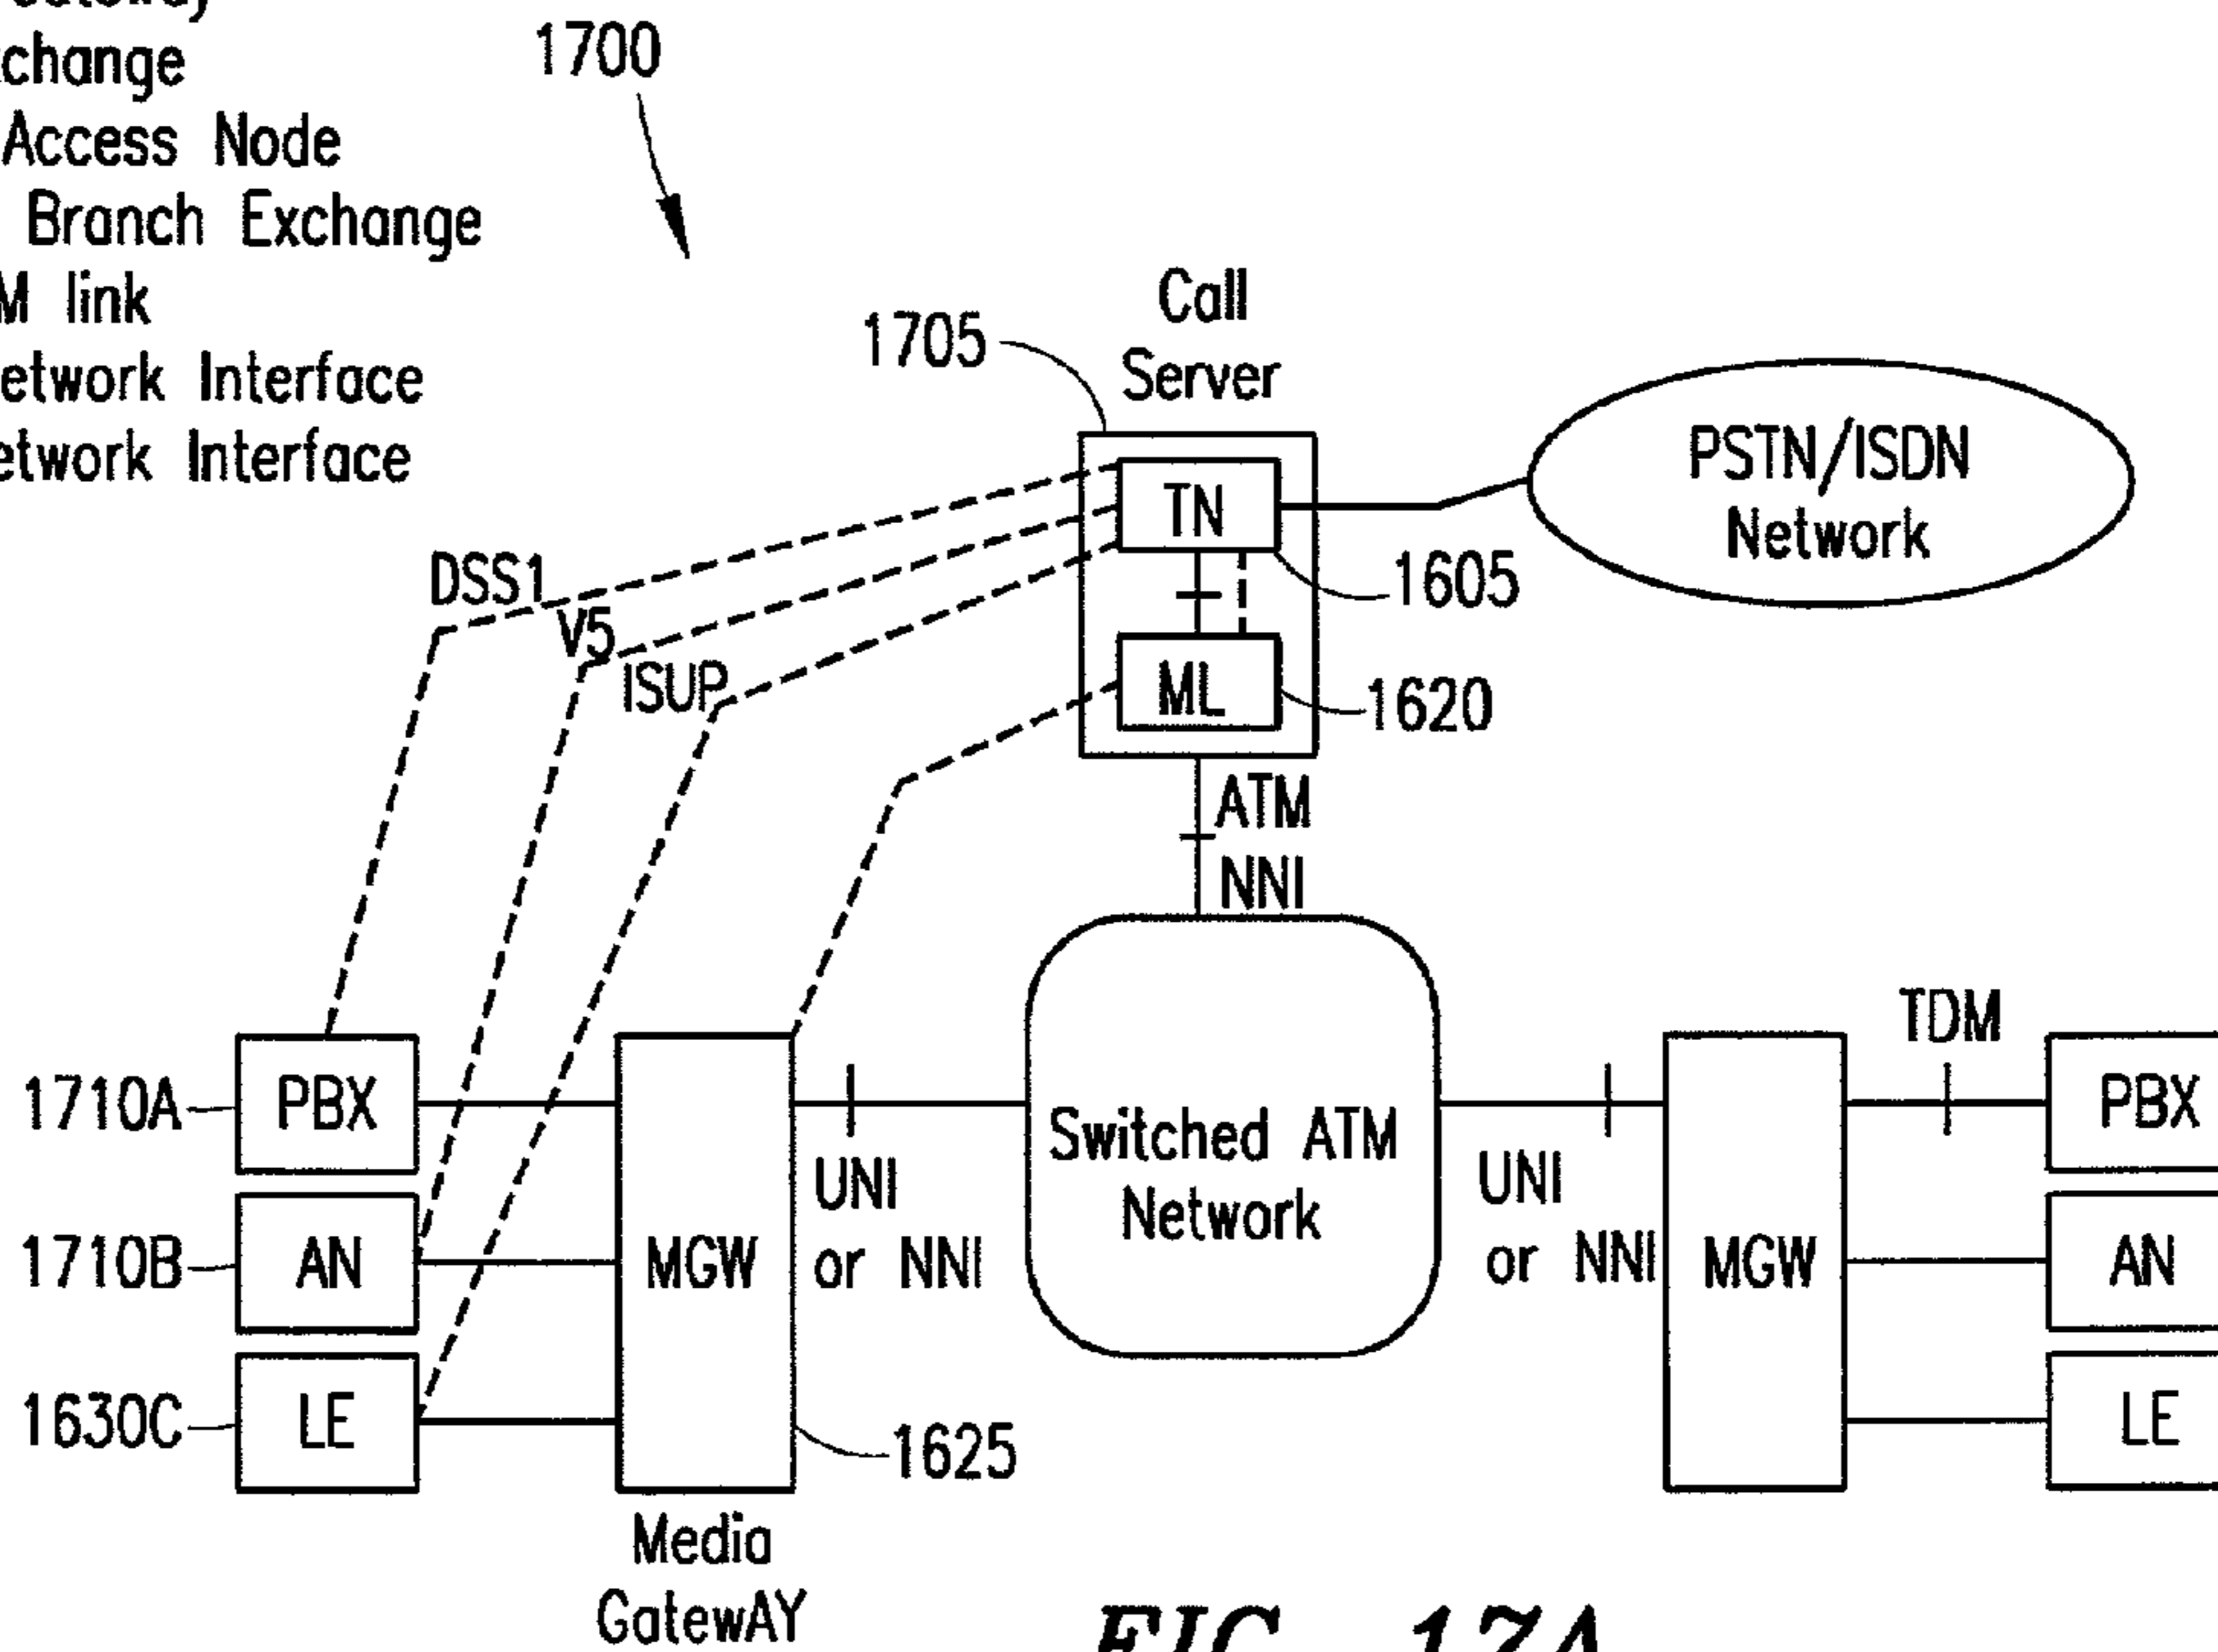 change
Access Node
Branch Exchange
M link
etwork Interface
etwork Interface
1700
Call
Server
1705
TN
1605
ML
1620
PSTN/ISDN
Network
DSS1
V5
ISUP
ATM
NNI
1710A
PBX
1710B
AN
1630C
LE
MGW
1625
Media
GatewAY
UNI
or NNI
Switched ATM
Network
UNI
or NNI
MGW
TDM
PBX
AN
LE
FIG. 17A